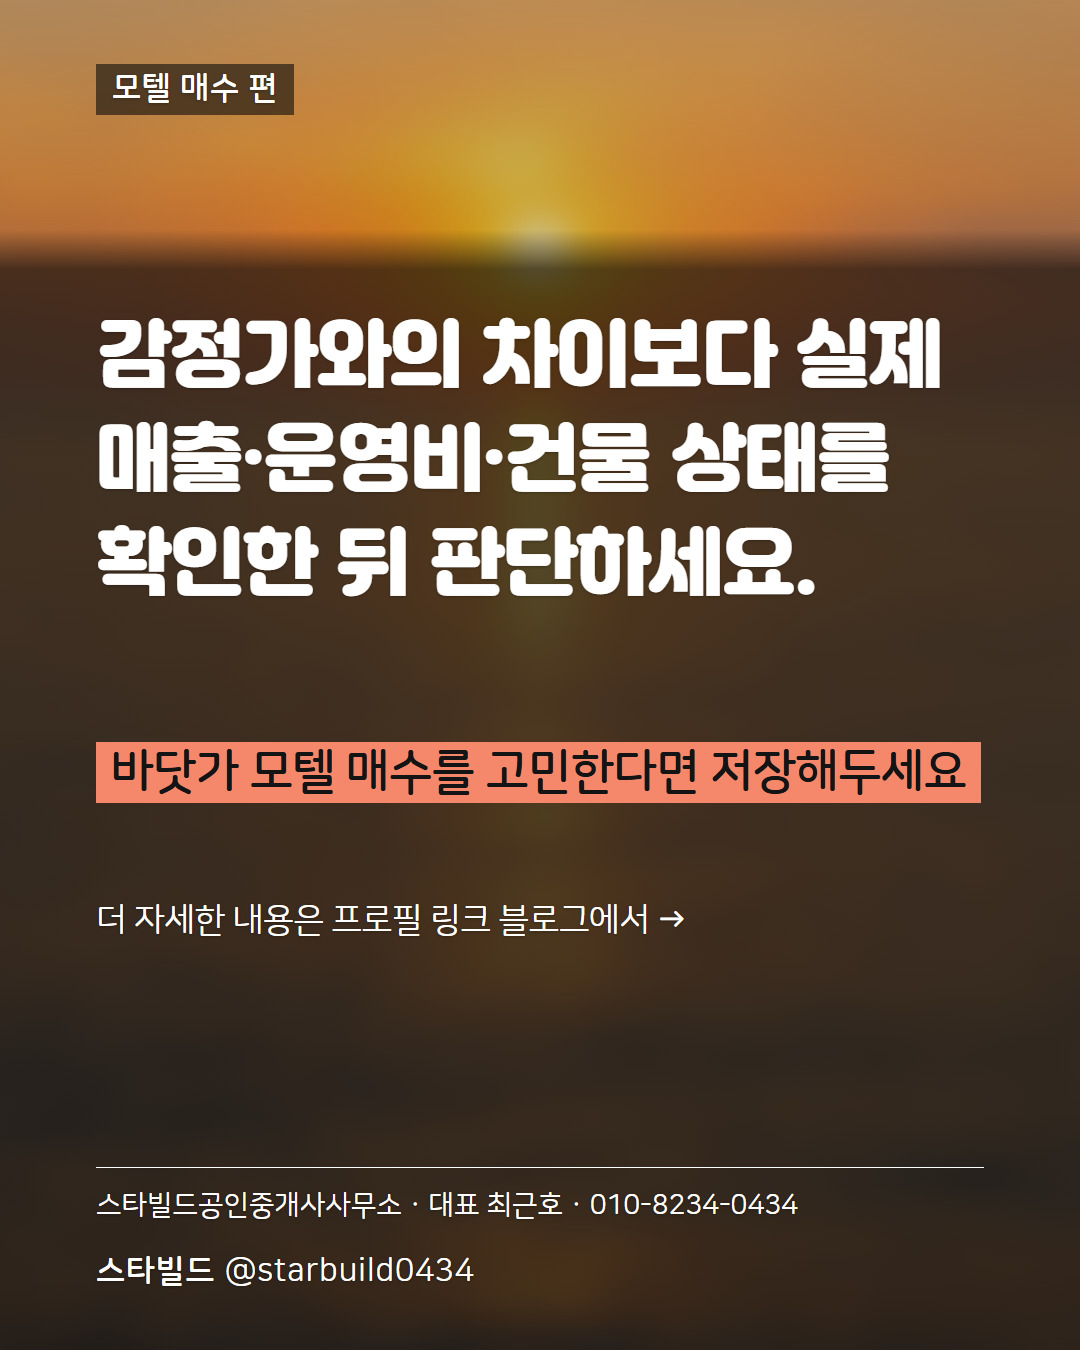 모텔 매수 편
감정가와의 차이보다 실제
매출·운영비·건물 상태를
확인한 뒤 판단하세요.
바닷가 모텔 매수를 고민한다면 저장해두세요
더 자세한 내용은 프로필 링크 블로그에서 →
스타빌드공인중개사사무소 · 대표 최근호 · 010-8234-0434
스타빌드 @starbuild0434